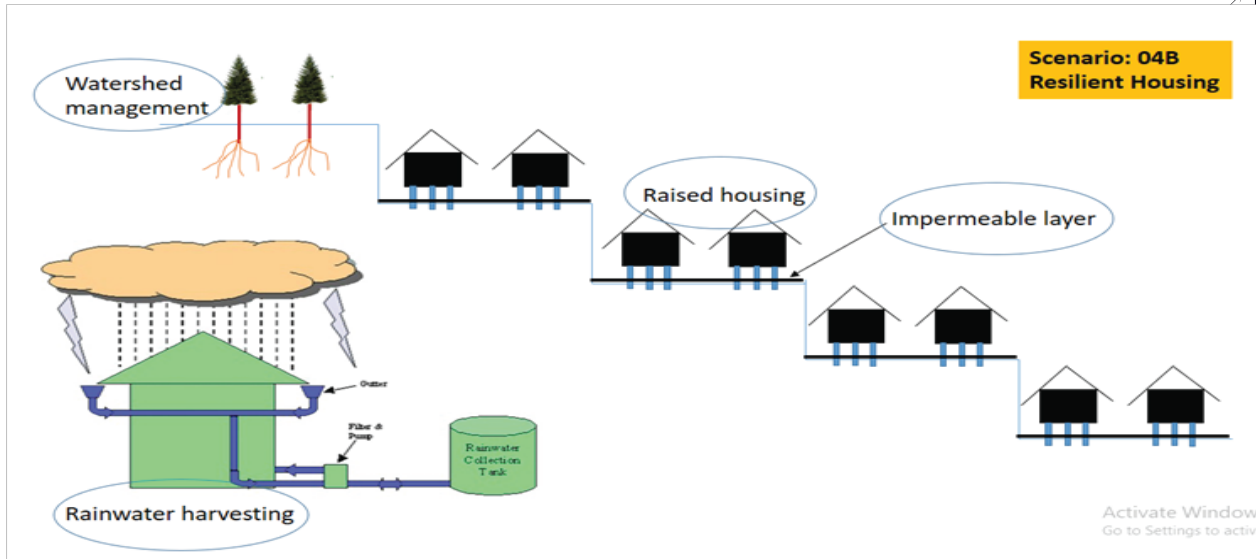 Scenario: 04B
Resilient Housing
Watershed
management
Raised housing
Impermeable layer
Gutter
Filter &
Pump
Rainwater
Collection
Tank
Rainwater harvesting
Activate Window
Go to Settings to activ